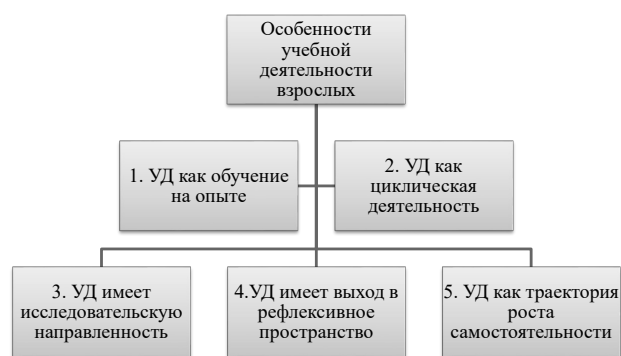 Особенности
учебной
деятельности
взрослых
1. УД как обучение
на опыте
2. УД как
циклическая
деятельность
3. УД имеет
исследовательскую
направленность
4.УД имеет выход в
рефлексивное
пространство
5. УД как траектория
роста
самостоятельности